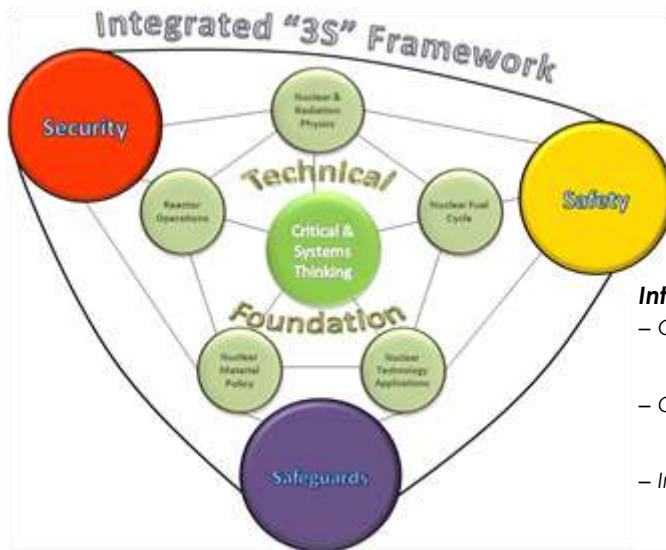 Integrated "3S" Framework
Security
Nuclear &
Radiation
Physics
Safety
Technical
Reactor
Operations
Nuclear Fuel
Cycle
Critical &
Systems
Thinking
Foundation
Nuclear
Material
Policy
Nuclear
Technology
Applications
Safeguards